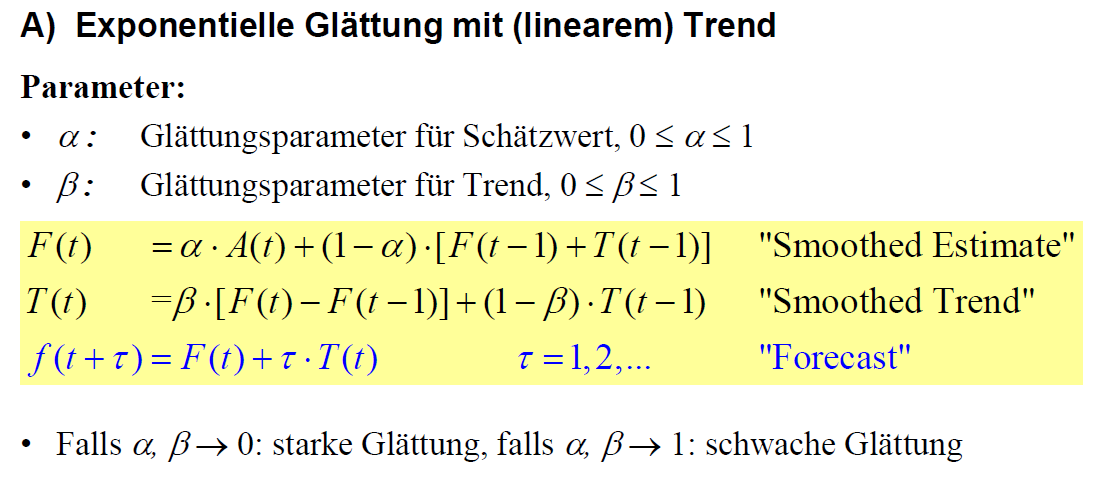 A) Exponentielle Glättung mit (linearem) Trend
Parameter:
• α : Glättungsparameter für Schätzwert, 0 ≤ α ≤ 1
• β : Glättungsparameter für Trend, 0 ≤ β ≤ 1
F(t) = α · A(t) + (1 − α) · [F(t − 1) + T(t − 1)] "Smoothed Estimate"
T(t) = β · [F(t) − F(t − 1)] + (1 − β) · T(t − 1) "Smoothed Trend"
f(t + τ) = F(t) + τ · T(t) τ = 1,2,... "Forecast"
• Falls α, β → 0: starke Glättung, falls α, β → 1: schwache Glättung